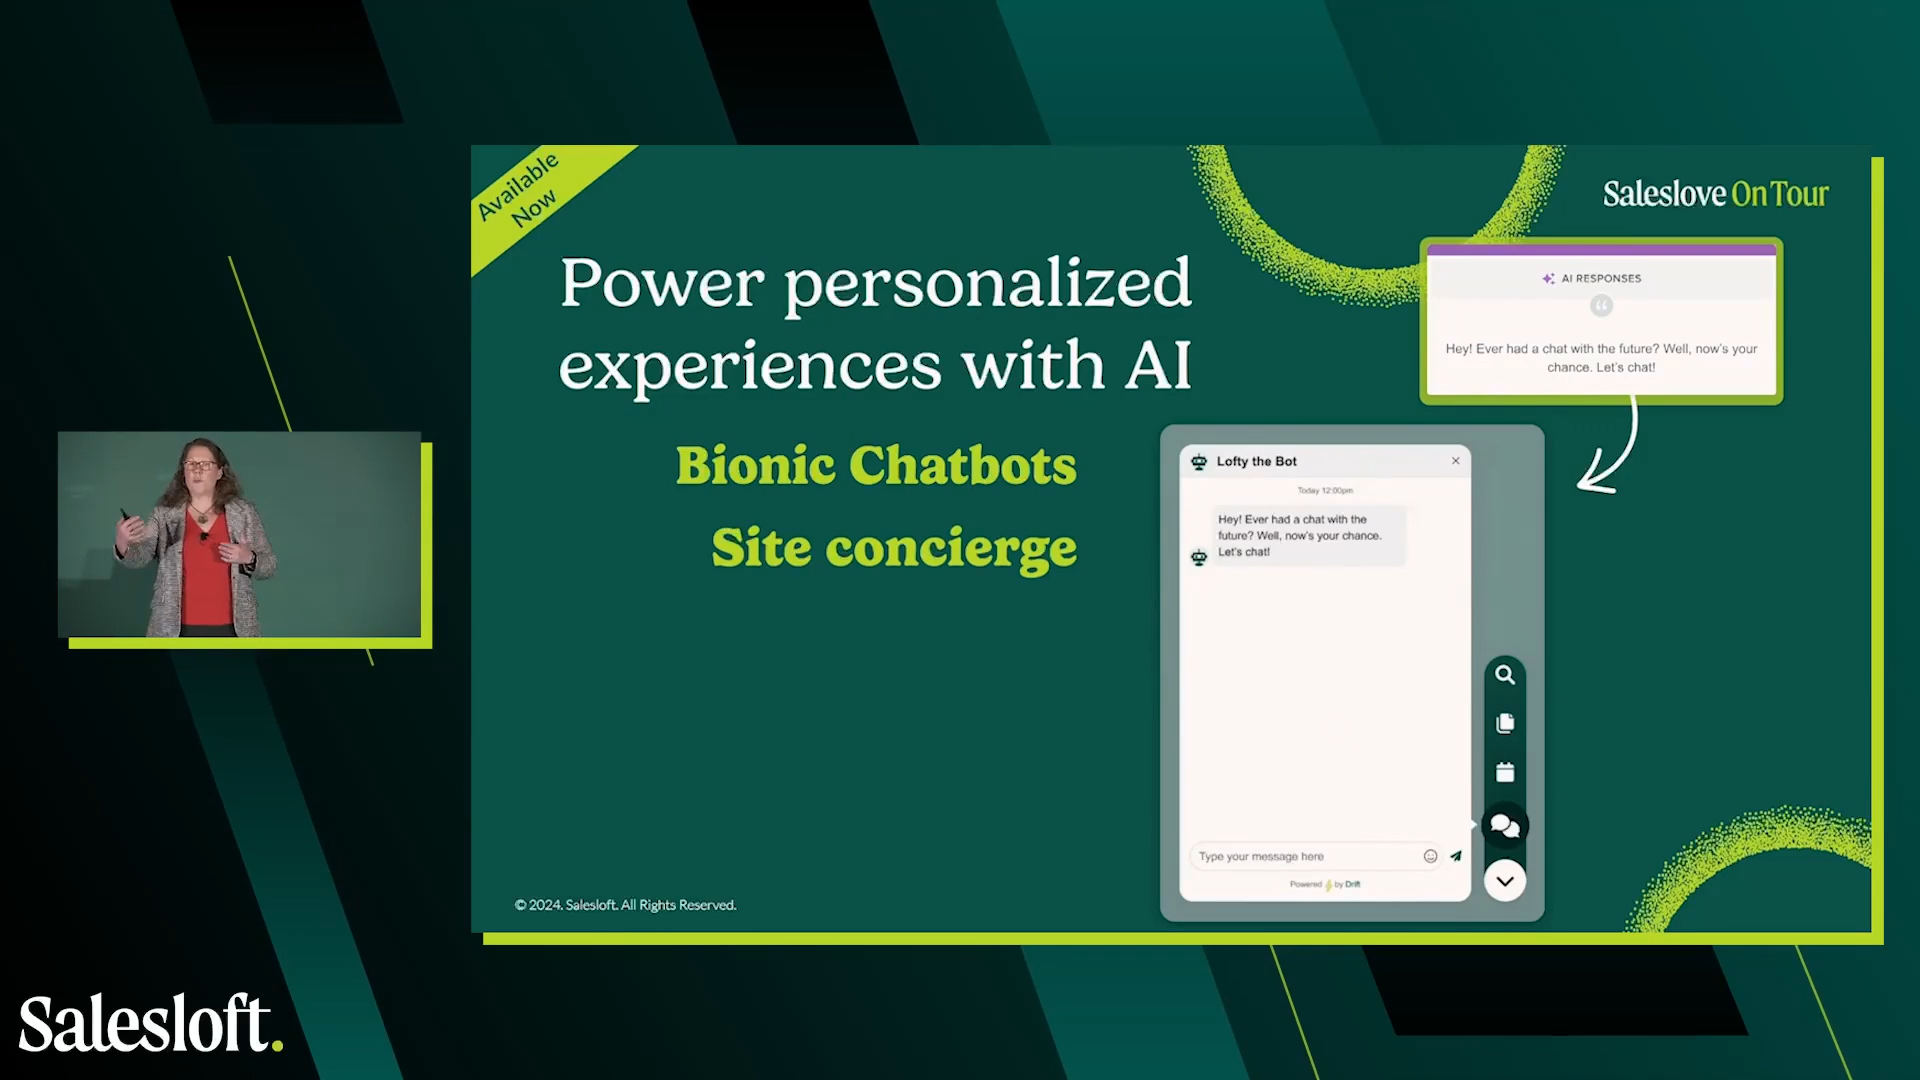 Available
Now
Saleslove On Tour
Power personalized
experiences with AI
Bionic Chatbots
Site concierge
AI RESPONSES
Hey! Ever had a chat with the future? Well, now's your
chance. Let's chat!
Lofty the Bot
Today 12:00pm
Hey! Ever had a chat with the
future? Well, now's your chance.
Let's chat!
Type your message here
Powered by Drift
© 2024. Salesloft. All Rights Reserved.
Salesloft.